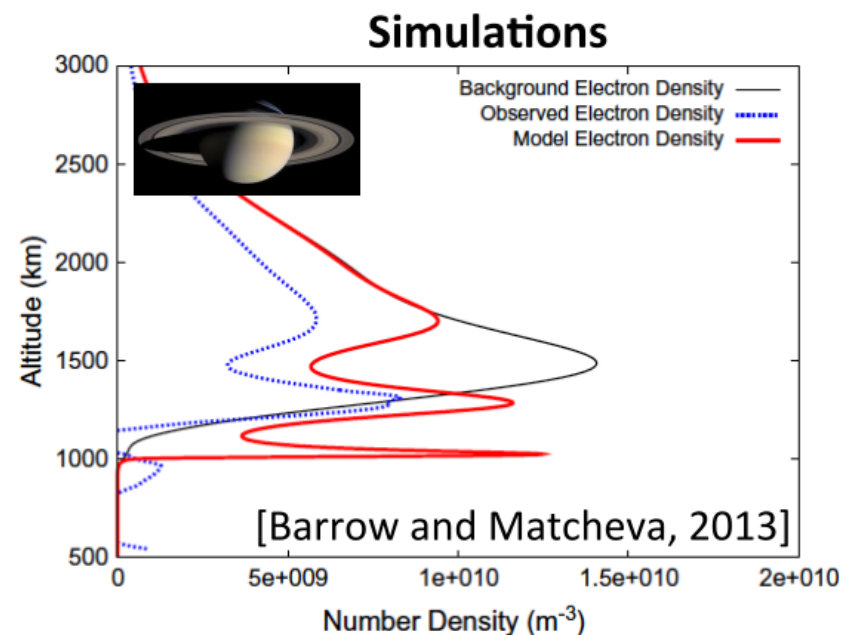 Simulations
3000
2500
2000
1500
1000
500
Altitude (km)
Background Electron Density
Observed Electron Density
Model Electron Density
[Barrow and Matcheva, 2013]
0 5e+009 1e+010 1.5e+010 2e+010
Number Density (m⁻³)